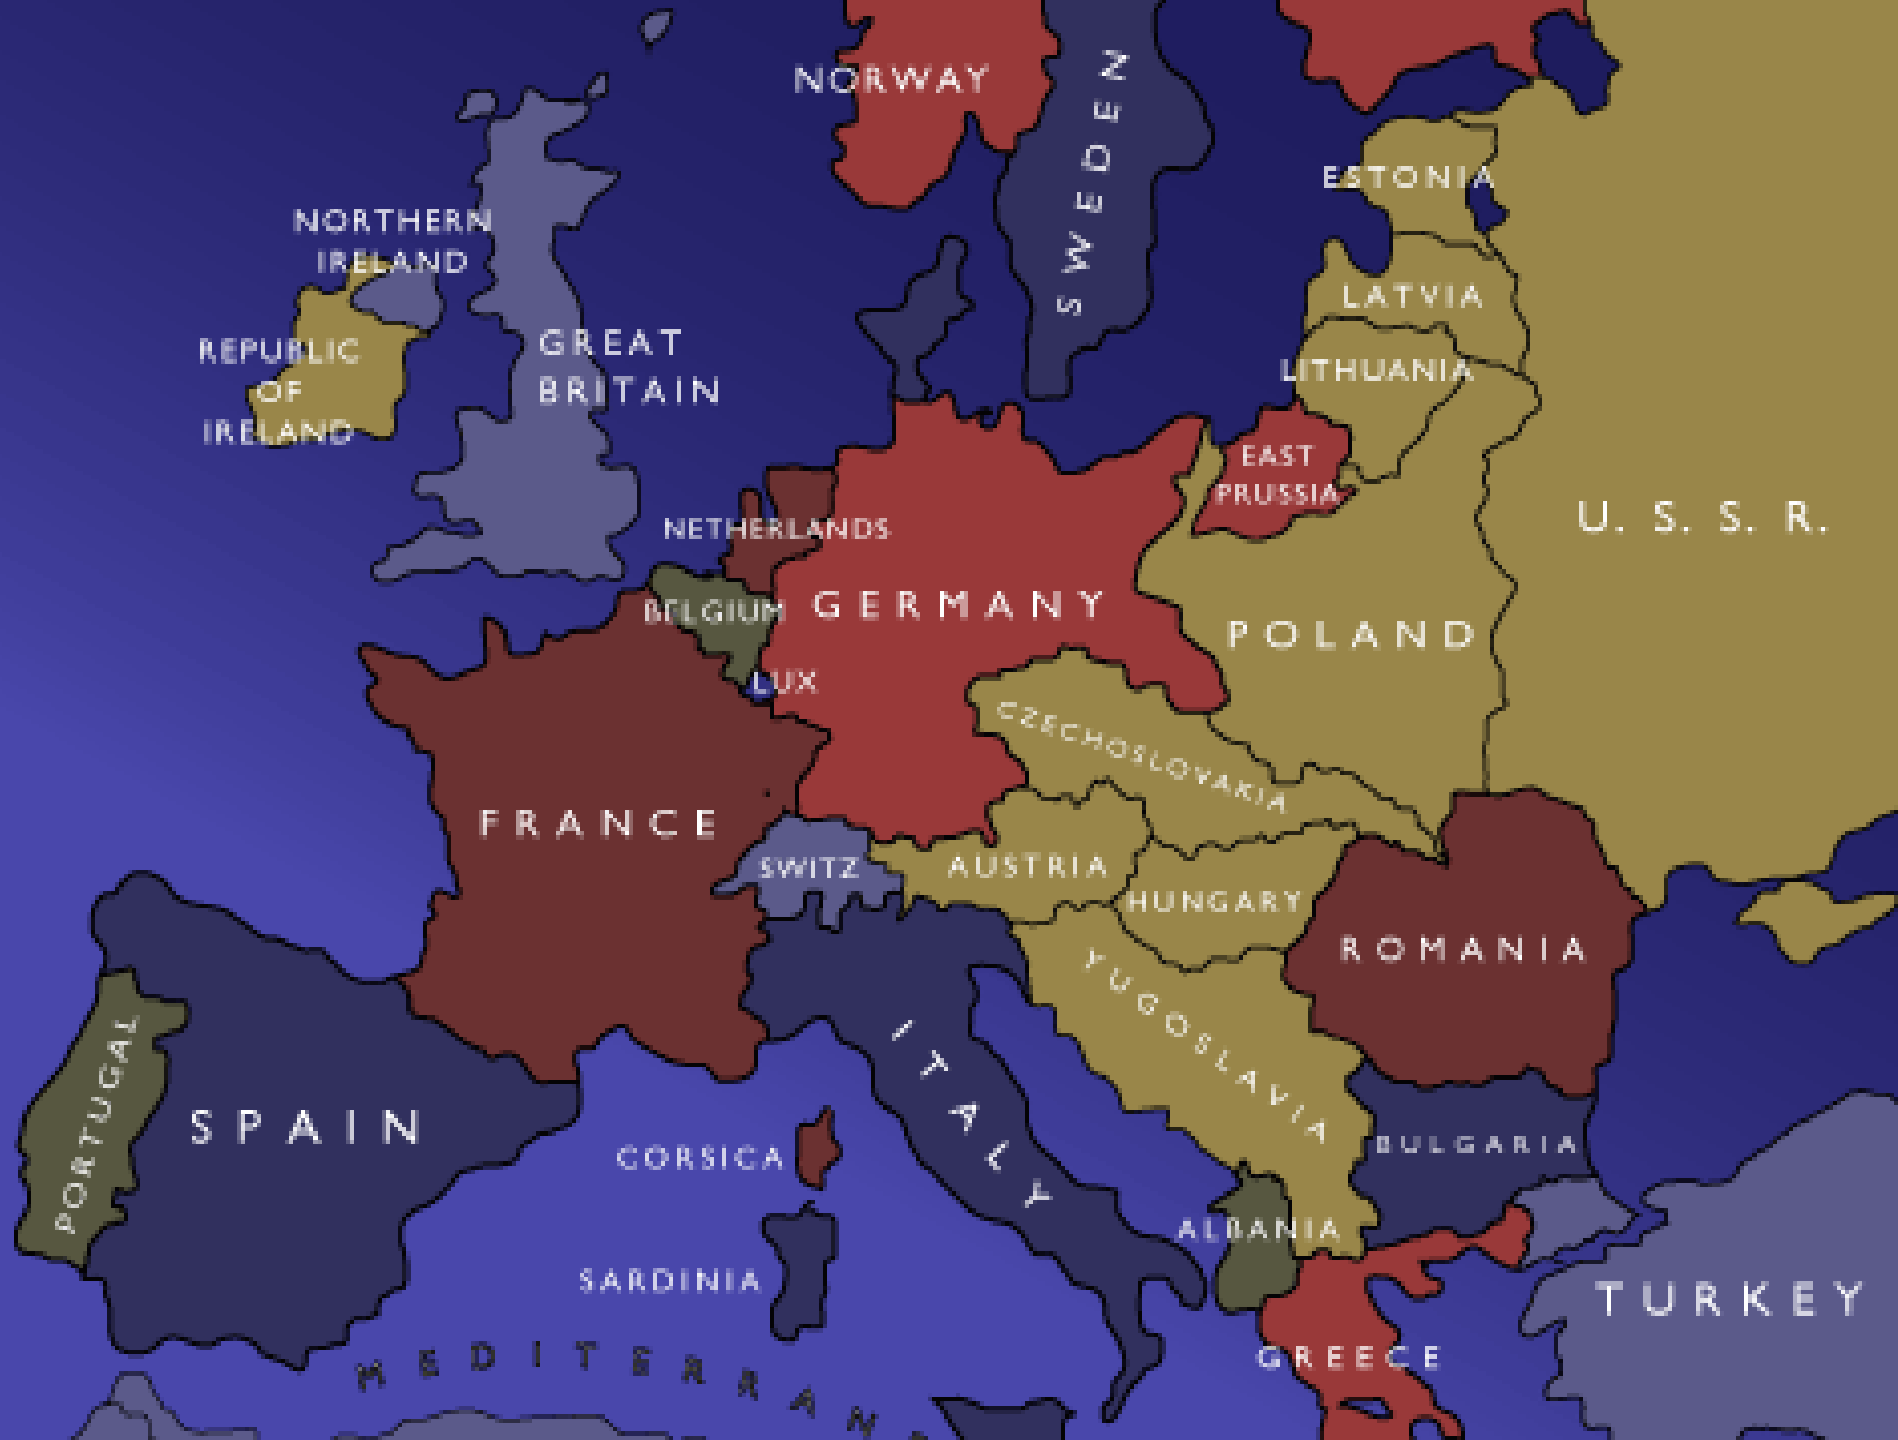 NORWAY
SWEDEN
ESTONIA
NORTHERN
IRELAND
LATVIA
REPUBLIC
OF
IRELAND
GREAT
BRITAIN
LITHUANIA
EAST
PRUSSIA
U. S. S. R.
NETHERLANDS
BELGIUM
GERMANY
POLAND
LUX
CZECHOSLOVAKIA
FRANCE
SWITZ
AUSTRIA
HUNGARY
ROMANIA
YUGOSLAVIA
ITALY
PORTUGAL
SPAIN
CORSICA
BULGARIA
ALBANIA
SARDINIA
TURKEY
GREECE
MEDITERRAN